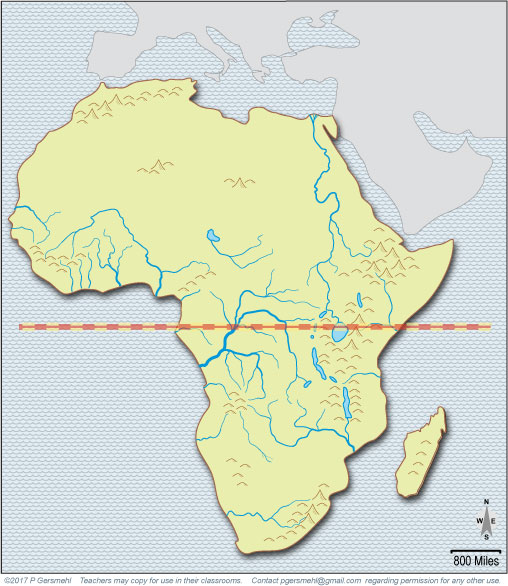 N
W E
S
800 Miles
©2017 P Gersmehl Teachers may copy for use in their classrooms. Contact pgersmehl@gmail.com regarding permission for any other use.